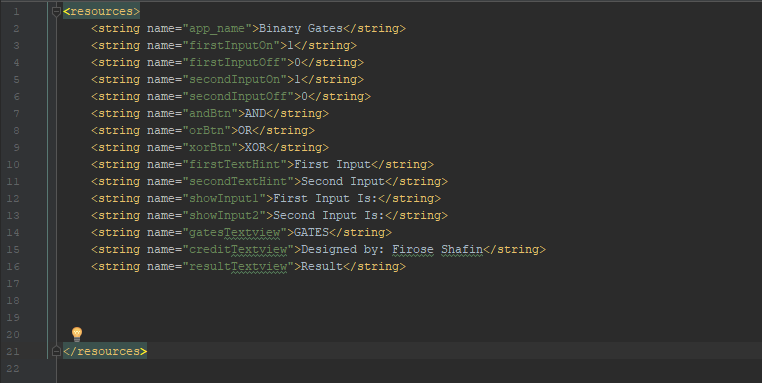 1 <resources>
2 <string name="app_name">Binary Gates</string>
3 <string name="firstInputOn">1</string>
4 <string name="firstInputOff">0</string>
5 <string name="secondInputOn">1</string>
6 <string name="secondInputOff">0</string>
7 <string name="andBtn">AND</string>
8 <string name="orBtn">OR</string>
9 <string name="xorBtn">XOR</string>
10 <string name="firstTextHint">First Input</string>
11 <string name="secondTextHint">Second Input</string>
12 <string name="showInput1">First Input Is:</string>
13 <string name="showInput2">Second Input Is:</string>
14 <string name="gatesTextview">GATES</string>
15 <string name="creditTextview">Designed by: Firose Shafin</string>
16 <string name="resultTextview">Result</string>
17
18
19
20
21 </resources>
22